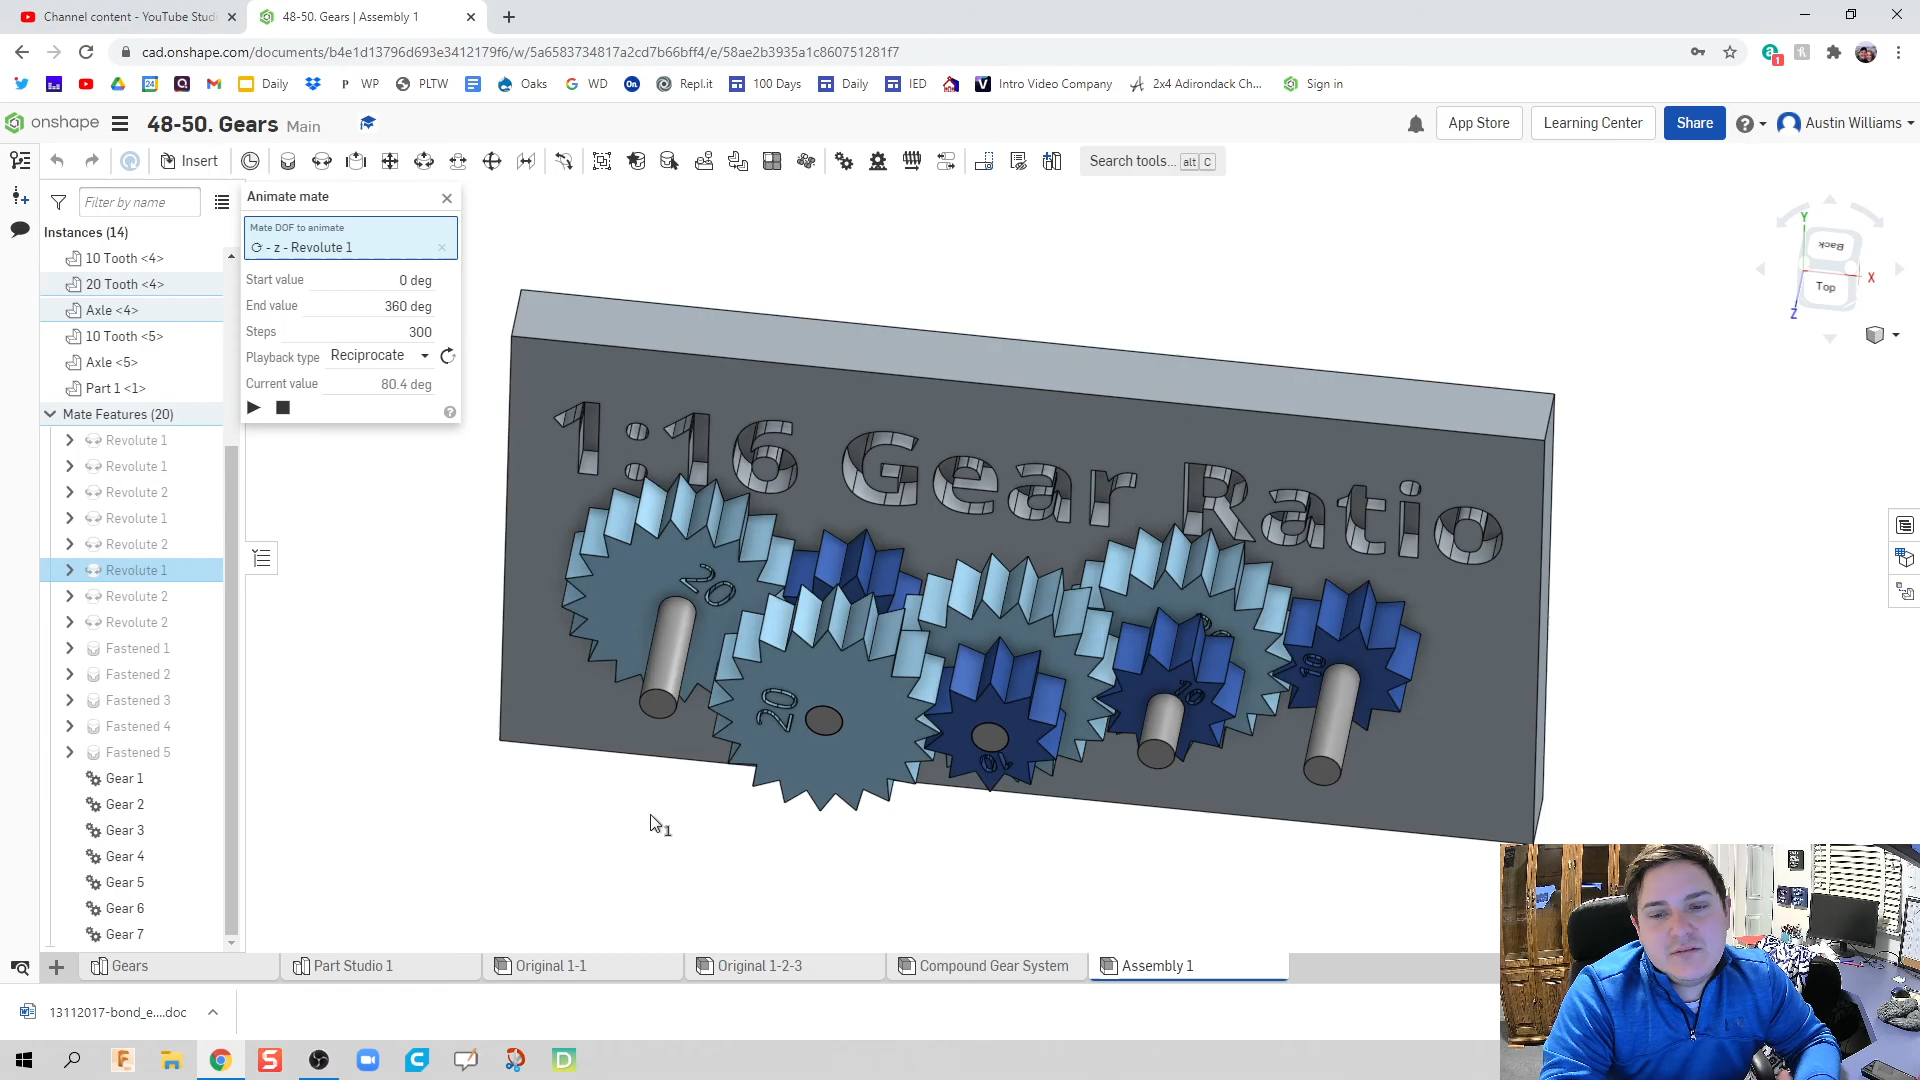 Channel content - YouTube Studi
48-50. Gears | Assembly 1
cad.onshape.com/documents/b4e1d13796d693e3412179f6/w/5a6583734817a2cd7b66bff4/e/58ae2b3935a1c860751281f7
Daily
WP
PLTW
Oaks
WD
Repl.it
100 Days
Daily
IED
Intro Video Company
2x4 Adirondack Ch...
Sign in
onshape
48-50. Gears Main
App Store
Learning Center
Share
Austin Williams
Insert
Search tools... alt C
Filter by name
Instances (14)
10 Tooth <4>
20 Tooth <4>
Axle <4>
10 Tooth <5>
Axle <5>
Part 1 <1>
Mate Features (20)
Revolute 1
Revolute 1
Revolute 2
Revolute 1
Revolute 2
Revolute 1
Revolute 2
Revolute 2
Fastened 1
Fastened 2
Fastened 3
Fastened 4
Fastened 5
Gear 1
Gear 2
Gear 3
Gear 4
Gear 5
Gear 6
Gear 7
Animate mate
Mate DOF to animate
- z - Revolute 1
Start value 0 deg
End value 360 deg
Steps 300
Playback type Reciprocate
Current value 80.4 deg
1:16 Gear Ratio
20
20
10
10
10
1
Y
Back
X
Top
Z
Gears
Part Studio 1
Original 1-1
Original 1-2-3
Compound Gear System
Assembly 1
13112017-bond_e....doc